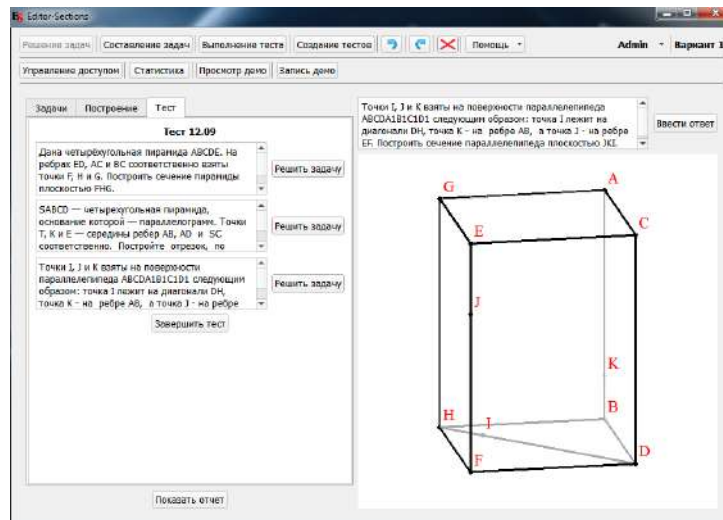 Editor-Sections
Решение задач Составление задач Выполнение теста Создание тестов Помощь Admin Вариант 1
Управление доступом Статистика Просмотр демо Запись демо
Задачи Построение Тест
Тест 12.09
Дана четырёхугольная пирамида ABCDE. На
ребрах ED, AC и BC соответственно взяты
точки F, H и G. Построить сечение пирамиды
плоскостью FHG.
Решить задачу
SABCD — четырехугольная пирамида,
основание которой — параллелограмм. Точки
T, K и E — середины ребер AB, AD и SC
соответственно. Постройте отрезок, по
Решить задачу
Точки I, J и K взяты на поверхности
параллелепипеда ABCDA1B1C1D1 следующим
образом: точка I лежит на диагонали DH,
точка K - на ребре AB, а точка J - на ребре
Решить задачу
Завершить тест
Показать отчет
Точки I, J и K взяты на поверхности параллелепипеда
ABCDA1B1C1D1 следующим образом: точка I лежит на
диагонали DH, точка K - на ребре AB, а точка J - на ребре
EF. Построить сечение параллелепипеда плоскостью JKI.
Ввести ответ
G
A
E
C
J
K
H
I
B
F
D